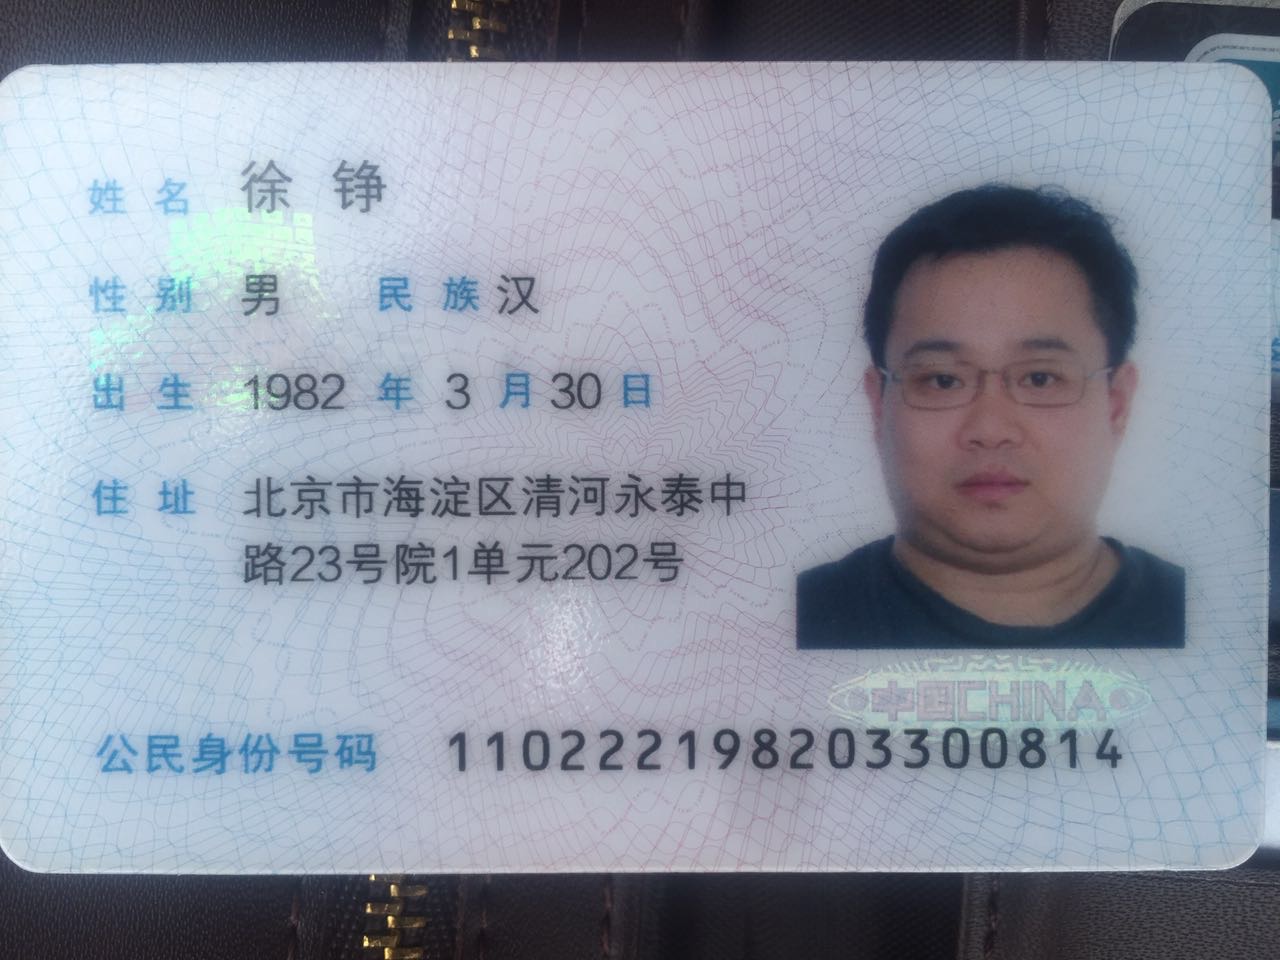 姓名 徐铮
性别 男 民族 汉
出生 1982 年 3 月 30 日
住址 北京市海淀区清河永泰中
路23号院1单元202号
中国CHINA
公民身份号码 110222198203300814